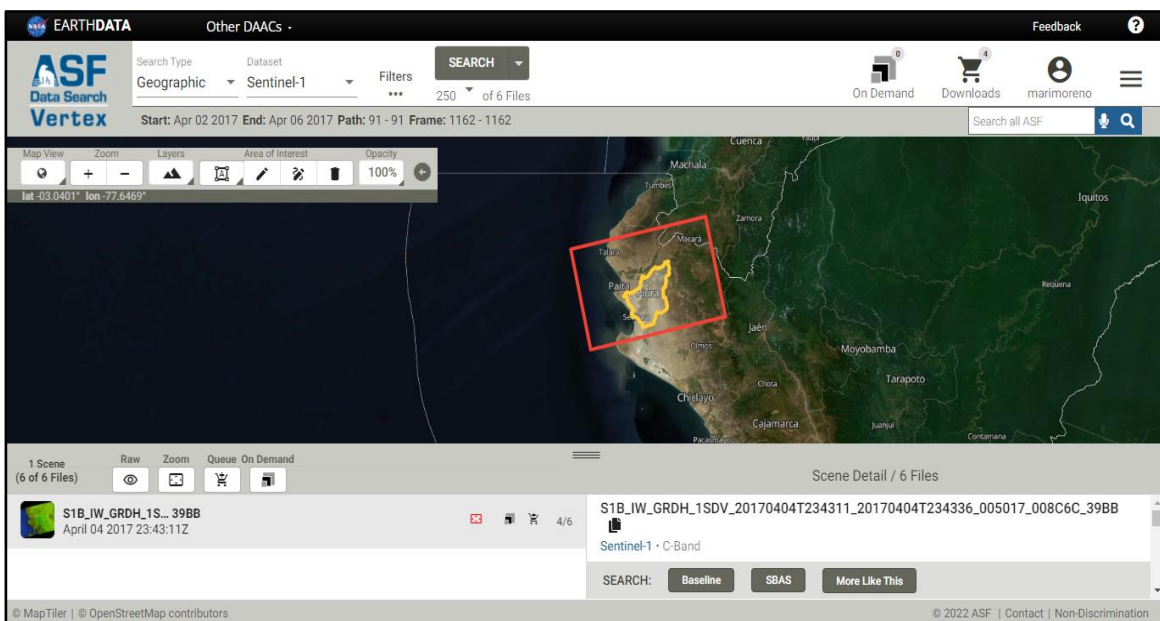 EARTHDATA Other DAACs - Feedback ?
ASF Data Search Vertex
Search Type Dataset
Geographic Sentinel-1 Filters SEARCH
250 of 6 Files
0 On Demand
4 Downloads
marimoreno
Start: Apr 02 2017 End: Apr 06 2017 Path: 91 - 91 Frame: 1162 - 1162 Search all ASF
Map View Zoom Layers Area of Interest Opacity
+ − 100%
lat -03.0401° lon -77.6469°
Cuenca
Machala
Tumbes
Iquitos
Zamora
Macará
Talara
Paita
Piura
Requena
Jaén
Olmos
Moyobamba
Tarapoto
Chota
Chiclayo
Cajamarca
Juanjuí
Contamana
Pacasmayo
1 Scene
(6 of 6 Files)
Raw Zoom Queue On Demand
Scene Detail / 6 Files
S1B_IW_GRDH_1S... 39BB
April 04 2017 23:43:11Z
4/6
S1B_IW_GRDH_1SDV_20170404T234311_20170404T234336_005017_008C6C_39BB
Sentinel-1 • C-Band
SEARCH: Baseline SBAS More Like This
© MapTiler | © OpenStreetMap contributors © 2022 ASF | Contact | Non-Discrimination